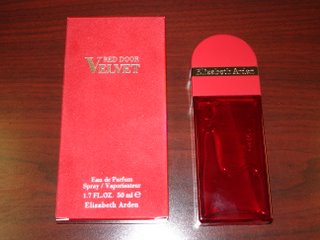 RED DOOR
VELVET
Eau de Parfum
Spray / Vaporisateur
1.7 FL.OZ. 50 ml ℮
Elizabeth Arden
Elizabeth Arden